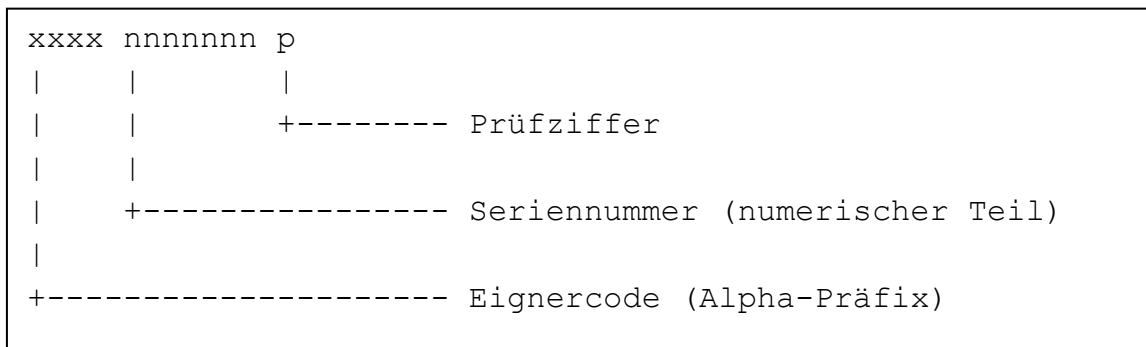 xxxx nnnnnnn p
| | |
| | +-------- Prüfziffer
| |
| +---------------- Seriennummer (numerischer Teil)
|
+---------------------- Eignercode (Alpha-Präfix)